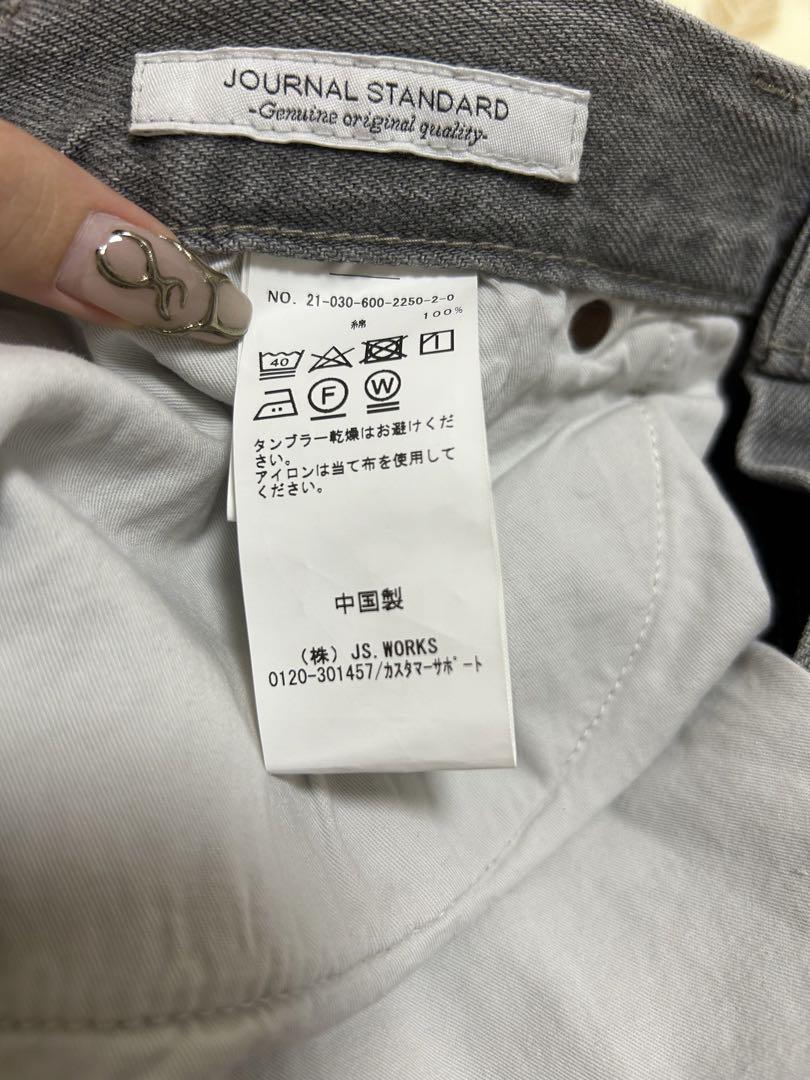 JOURNAL STANDARD
-Genuine original quality-
NO. 21-030-600-2250-2-0
綿 100%
40
F W
タンブラー乾燥はお避けくだ
さい。
アイロンは当て布を使用して
ください。
中国製
(株) JS.WORKS
0120-301457/カスタマーサポート